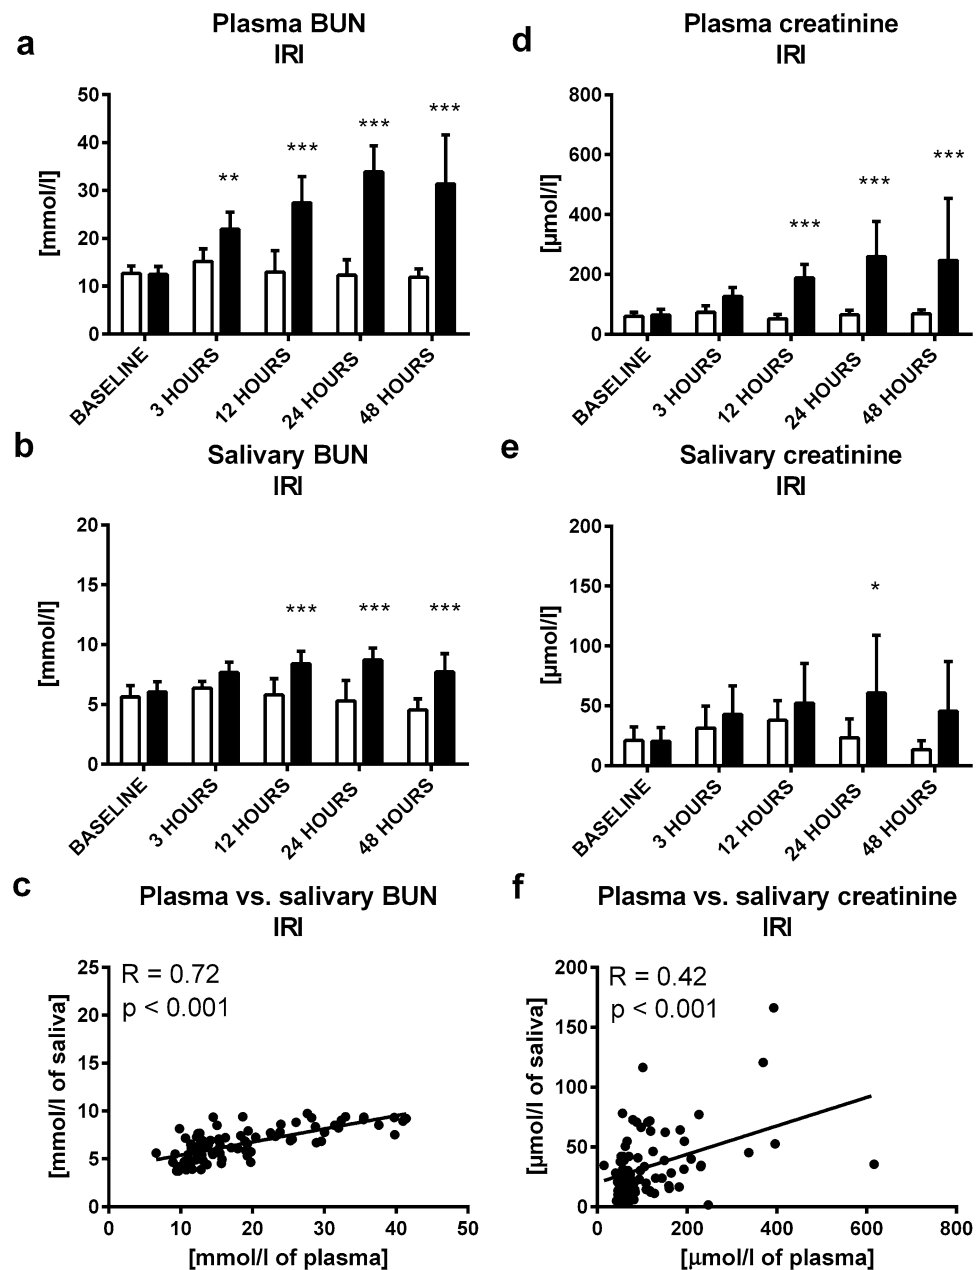 a
Plasma BUN
IRI
[mmol/l]
50
40
30
20
10
0
**
***
***
***
BASELINE
3 HOURS
12 HOURS
24 HOURS
48 HOURS
d
Plasma creatinine
IRI
[µmol/l]
800
600
400
200
0
***
***
***
BASELINE
3 HOURS
12 HOURS
24 HOURS
48 HOURS
b
Salivary BUN
IRI
[mmol/l]
20
15
10
5
0
***
***
***
BASELINE
3 HOURS
12 HOURS
24 HOURS
48 HOURS
e
Salivary creatinine
IRI
[µmol/l]
200
150
100
50
0
*
BASELINE
3 HOURS
12 HOURS
24 HOURS
48 HOURS
c
Plasma vs. salivary BUN
IRI
R = 0.72
p < 0.001
[mmol/l of saliva]
25
20
15
10
5
0
0 10 20 30 40 50
[mmol/l of plasma]
f
Plasma vs. salivary creatinine
IRI
R = 0.42
p < 0.001
[µmol/l of saliva]
200
150
100
50
0
0 200 400 600 800
[µmol/l of plasma]